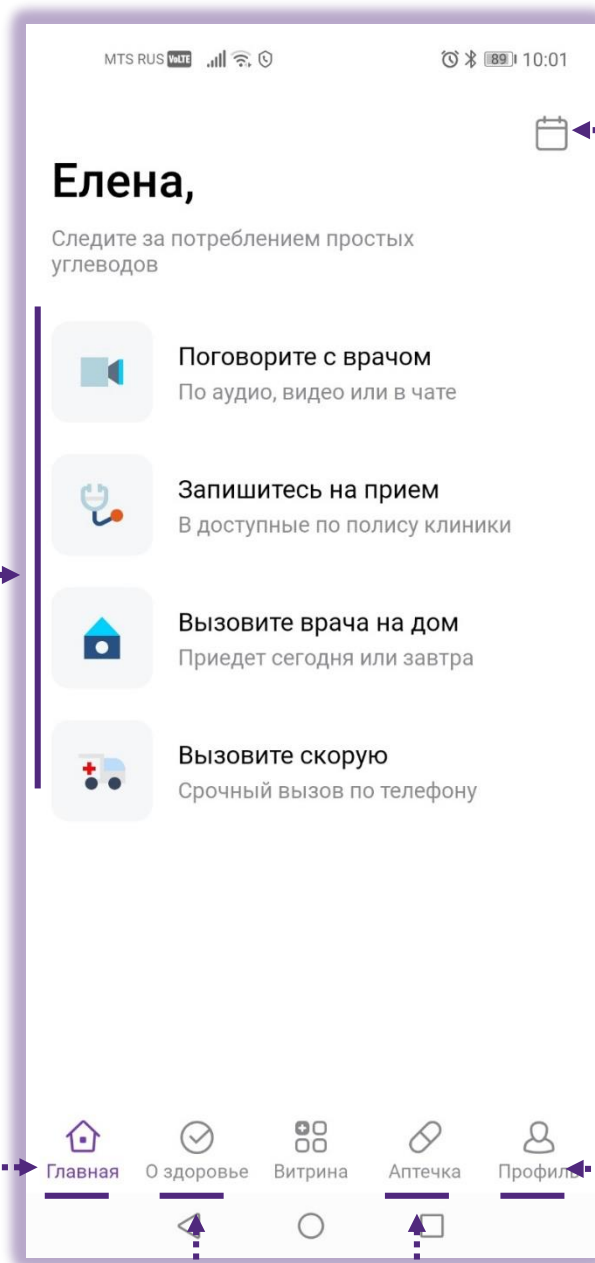 MTS RUS VoLTE 89 10:01
Елена,
Следите за потреблением простых
углеводов
Поговорите с врачом
По аудио, видео или в чате
Запишитесь на прием
В доступные по полису клиники
Вызовите врача на дом
Приедет сегодня или завтра
Вызовите скорую
Срочный вызов по телефону
Главная О здоровье Витрина Аптечка Профиль